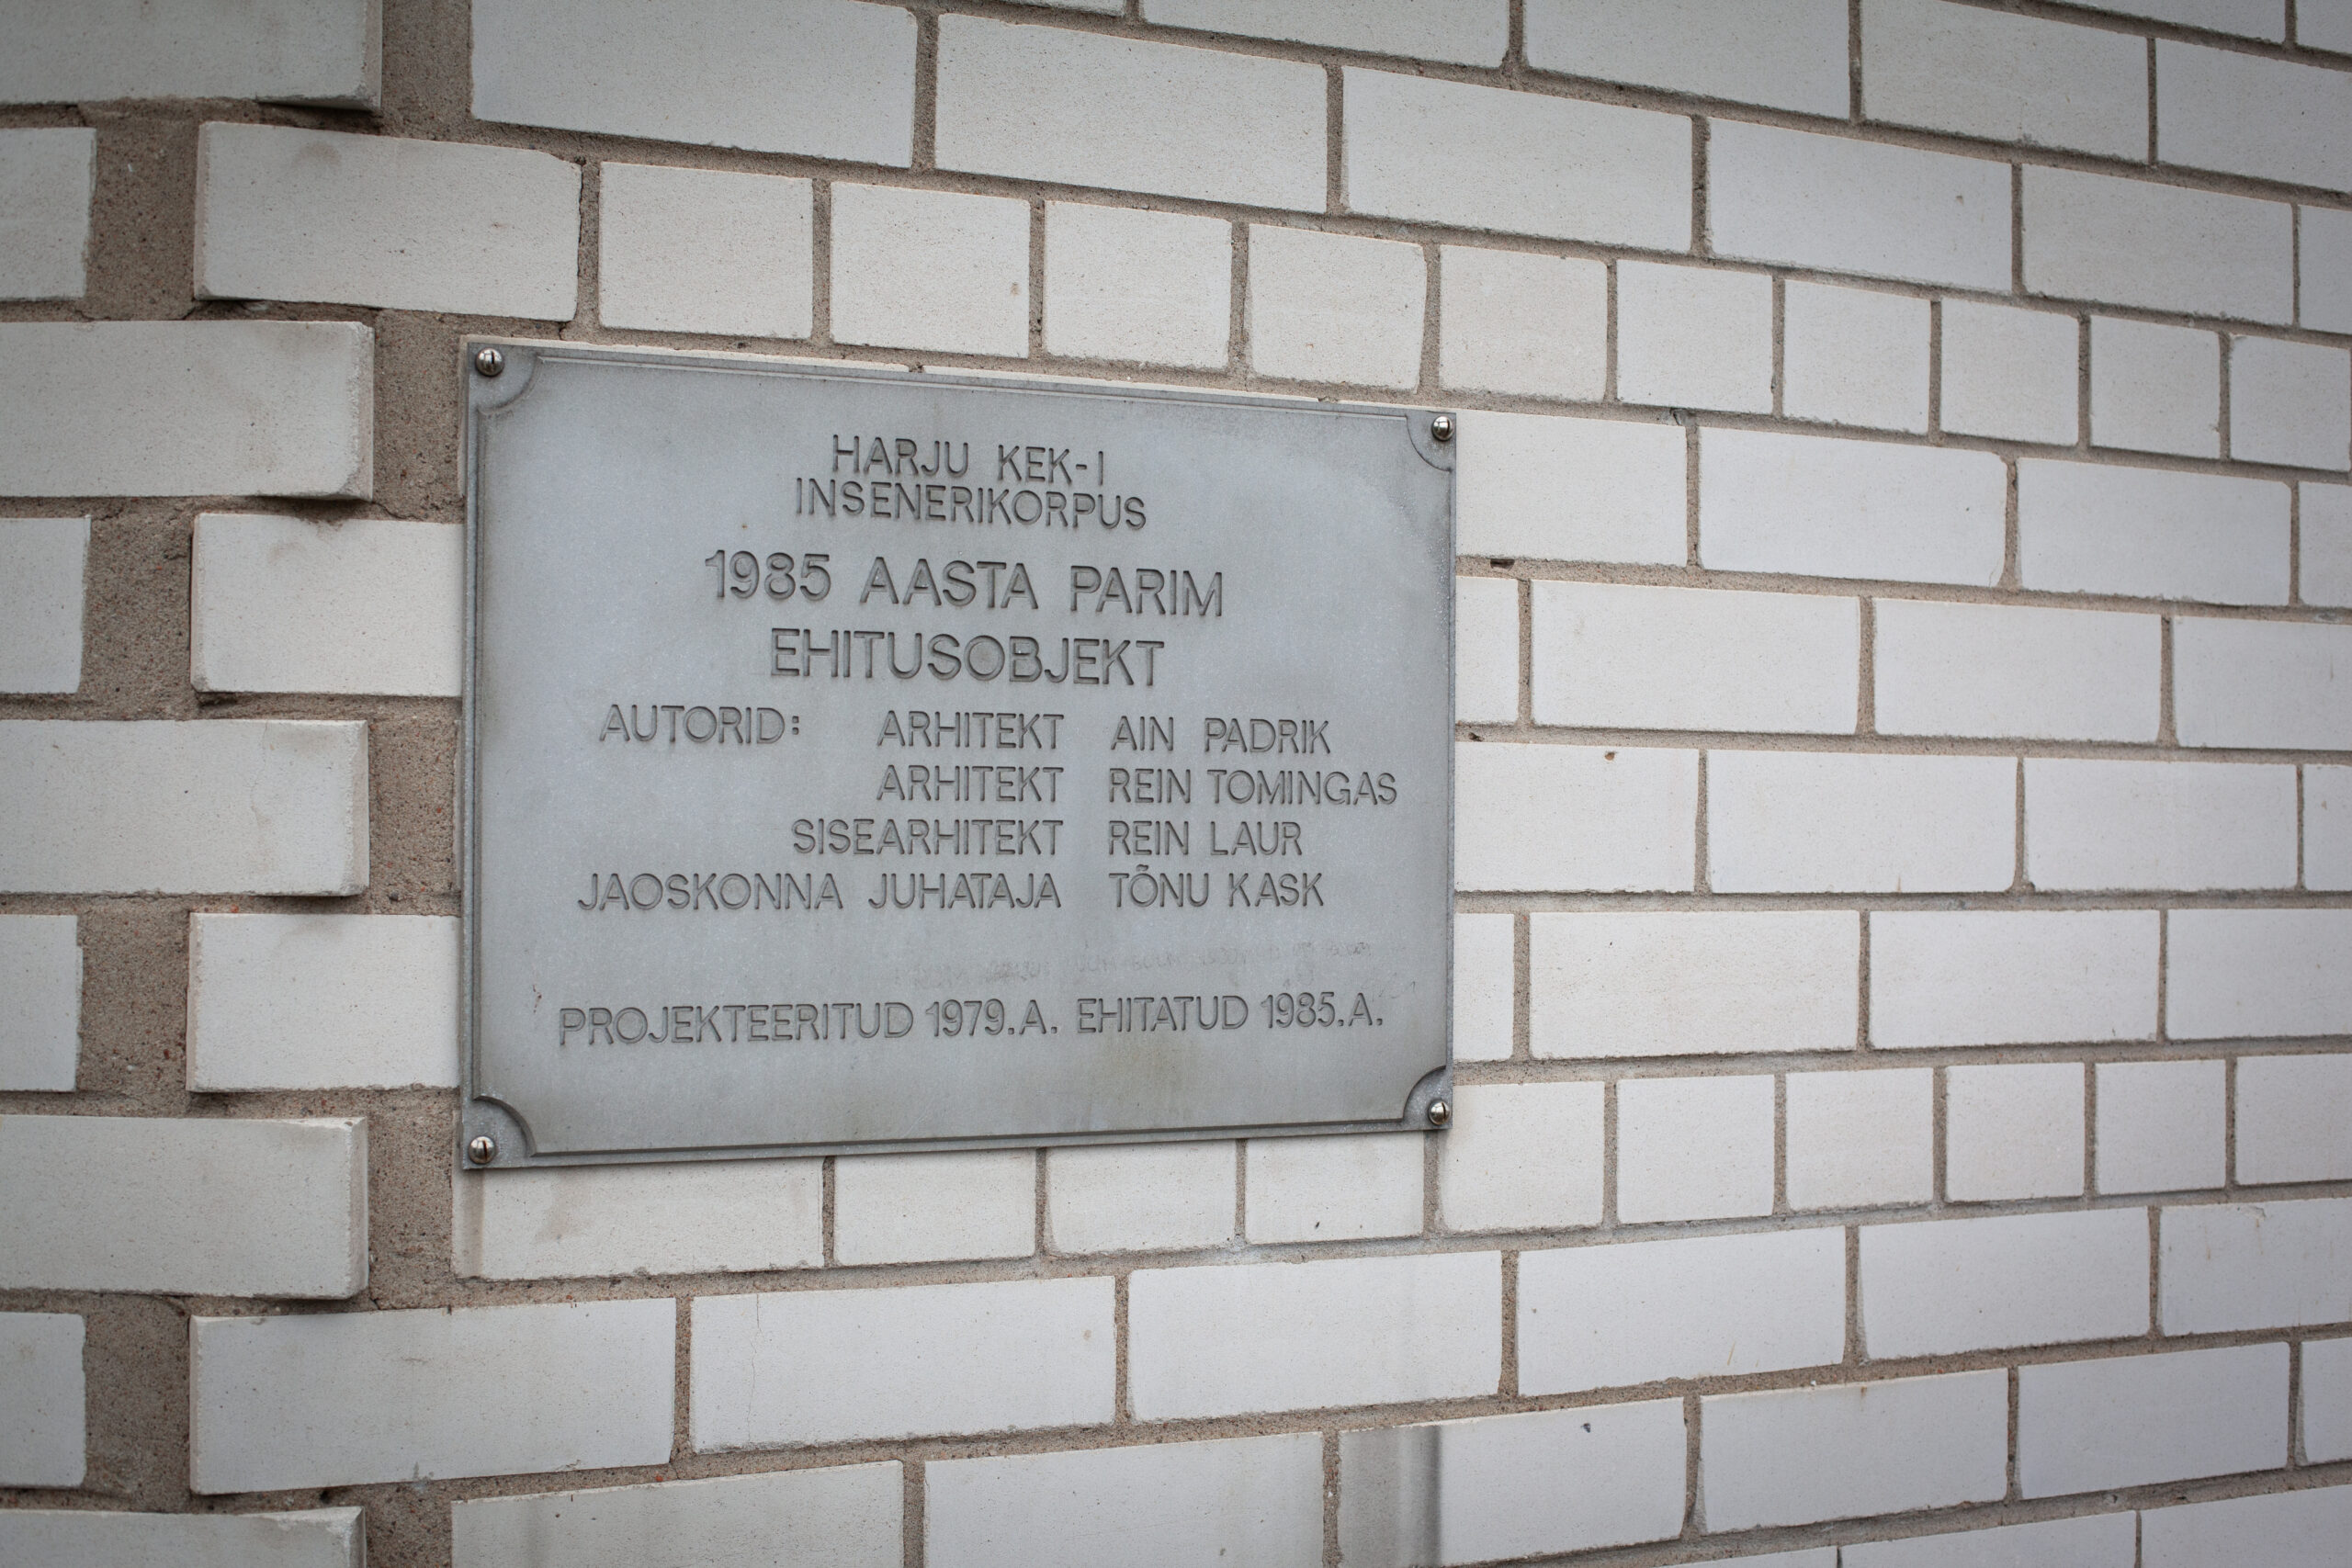 HARJU KEK-I
INSENERIKORPUS
1985 AASTA PARIM
EHITUSOBJEKT
AUTORID: ARHITEKT AIN PADRIK
ARHITEKT REIN TOMINGAS
SISEARHITEKT REIN LAUR
JAOSKONNA JUHATAJA TÕNU KASK
PROJEKTEERITUD 1979.A. EHITATUD 1985.A.